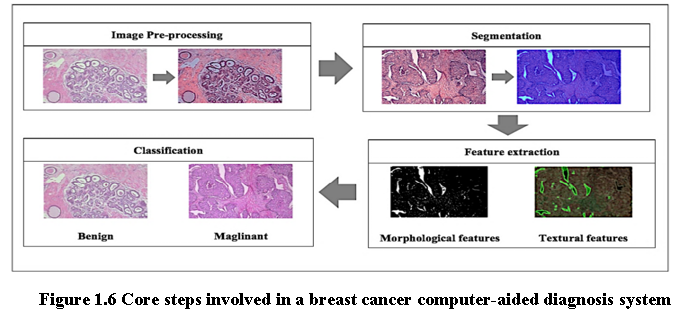 Image Pre-processing
Segmentation
Feature extraction
Morphological features Textural features
Classification
Benign Maglinant
Figure 1.6 Core steps involved in a breast cancer computer-aided diagnosis system